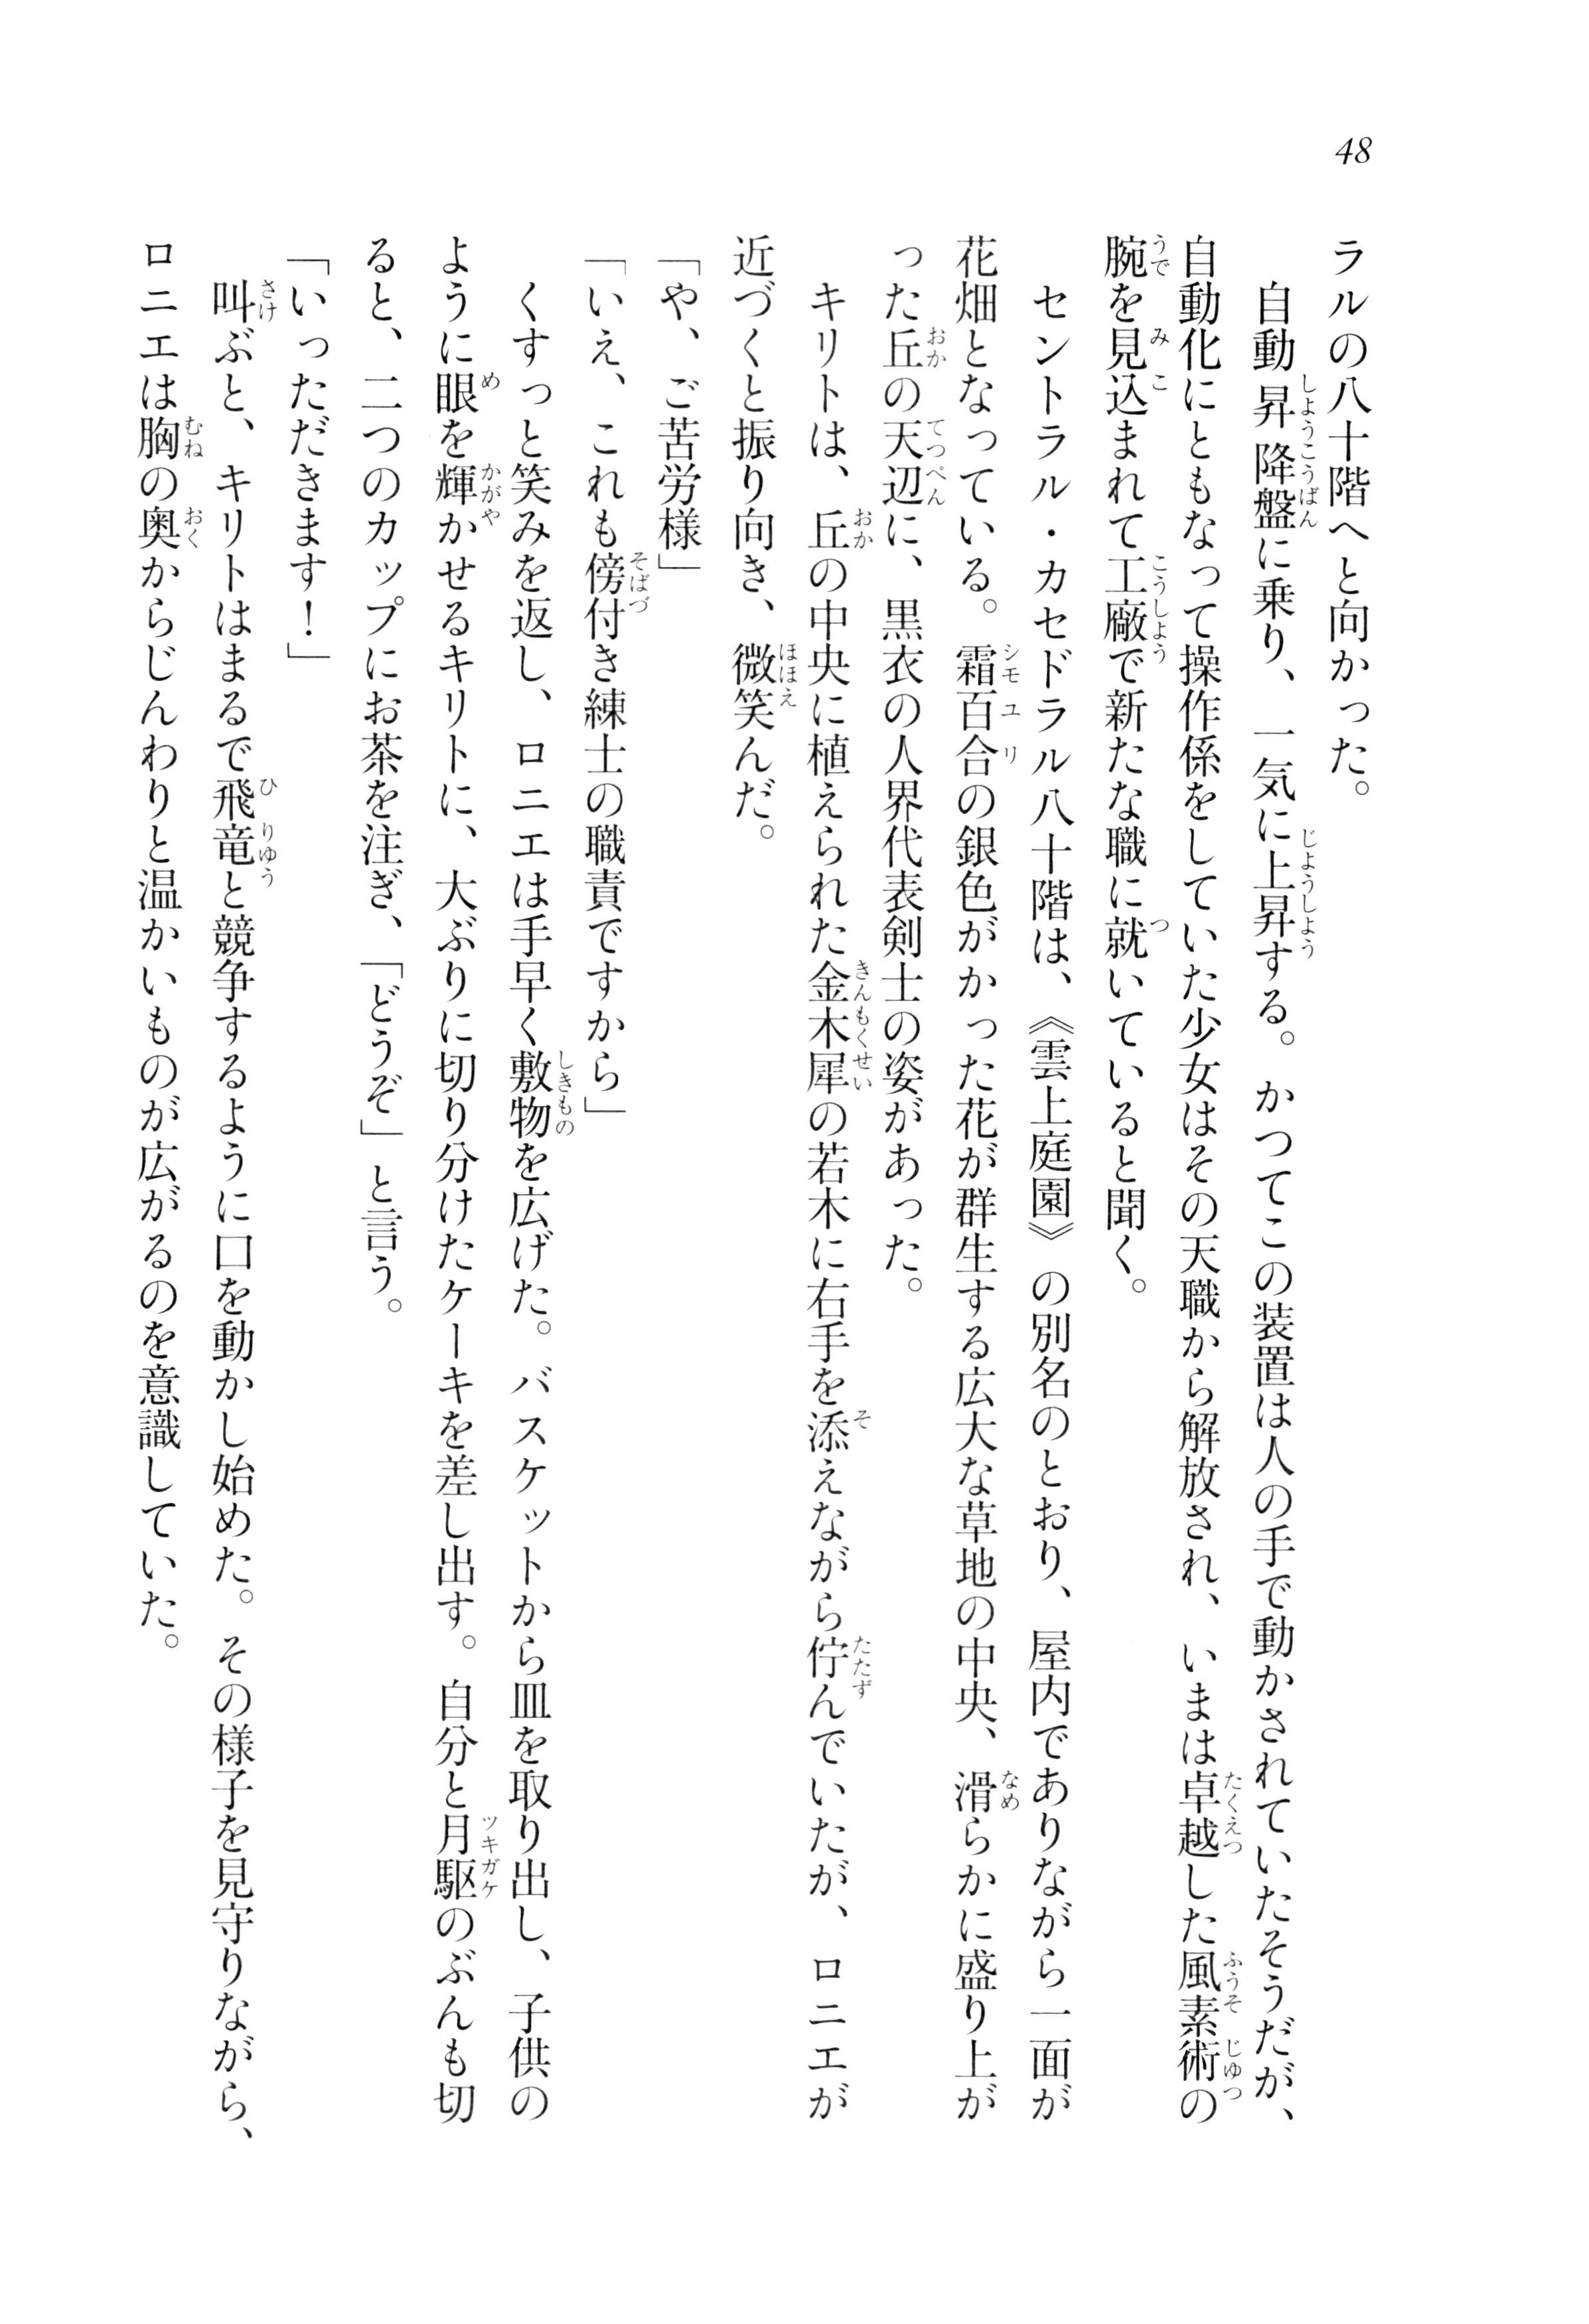 48
ラルの八十階へと向かった。
自動昇降盤に乗り、一気に上昇する。かつてこの装置は人の手で動かされていたそうだが、
自動化にともなって操作係をしていた少女はその天職から解放され、いまは卓越した風素術の
腕を見込まれて工廠で新たな職に就いていると聞く。
セントラル・カセドラル八十階は、《雲上庭園》の別名のとおり、屋内でありながら一面が
花畑となっている。霜百合の銀色がかった花が群生する広大な草地の中央、滑らかに盛り上が
った丘の天辺に、黒衣の人界代表剣士の姿があった。
キリトは、丘の中央に植えられた金木犀の若木に右手を添えながら佇んでいたが、ロニエが
近づくと振り向き、微笑んだ。
「や、ご苦労様」
「いえ、これも傍付き練士の職責ですから」
くすっと笑みを返し、ロニエは手早く敷物を広げた。バスケットから皿を取り出し、子供の
ように眼を輝かせるキリトに、大ぶりに切り分けたケーキを差し出す。自分と月駆のぶんも切
ると、二つのカップにお茶を注ぎ、「どうぞ」と言う。
「いっただきます！」
叫ぶと、キリトはまるで飛竜と競争するように口を動かし始めた。その様子を見守りながら、
ロニエは胸の奥からじんわりと温かいものが広がるのを意識していた。